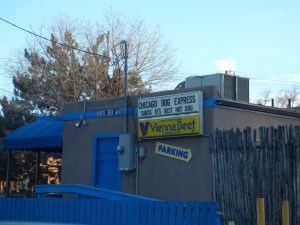 CHICAGO DOG EXPRESS
SANTA FE'S BEST HOT DOG
Vienna Beef
PARKING